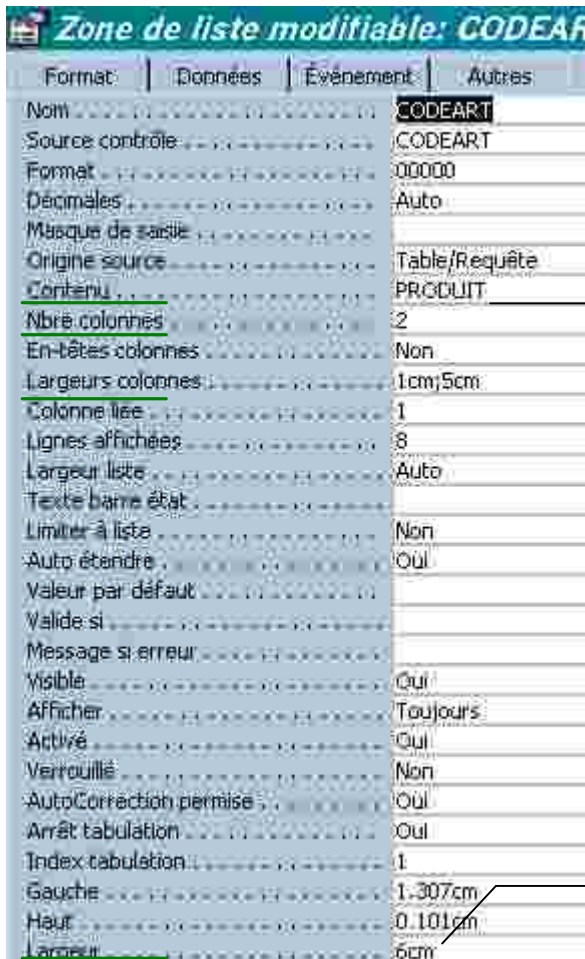 Zone de liste modifiable: CODEAR
Format Données Événement Autres
Nom CODEART
Source contrôle CODEART
Format 00000
Décimales Auto
Masque de saisie
Origine source Table/Requête
Contenu PRODUIT
Nbre colonnes 2
En-têtes colonnes Non
Largeurs colonnes 1cm;5cm
Colonne liée 1
Lignes affichées 8
Largeur liste Auto
Texte barre état
Limiter à liste Non
Auto étendre Oui
Valeur par défaut
Valide si
Message si erreur
Visible Oui
Afficher Toujours
Activé Oui
Verrouillé Non
AutoCorrection permise Oui
Arrêt tabulation Oui
Index tabulation 1
Gauche 1.307cm
Haut 0.101cm
Largeur 6cm